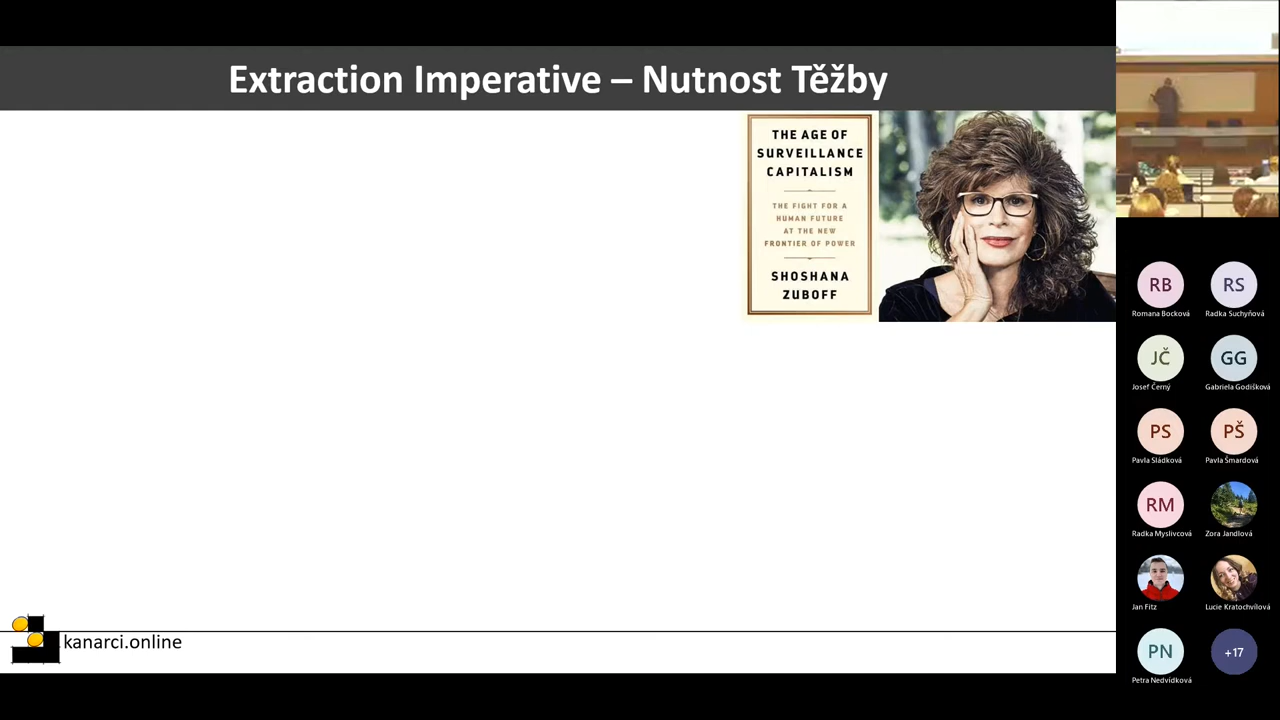 Extraction Imperative – Nutnost Těžby
THE AGE OF
SURVEILLANCE
CAPITALISM
THE FIGHT FOR A
HUMAN FUTURE
AT THE NEW
FRONTIER OF POWER
SHOSHANA
ZUBOFF
kanarci.online
RB
RS
Romana Bocková
Radka Suchyňová
JČ
GG
Josef Černý
Gabriela Godišková
PS
PŠ
Pavla Sládková
Pavla Šmardová
RM
Radka Myslivcová
Zora Jandlová
Jan Fitz
Lucie Kratochvílová
PN
+17
Petra Nedvídková